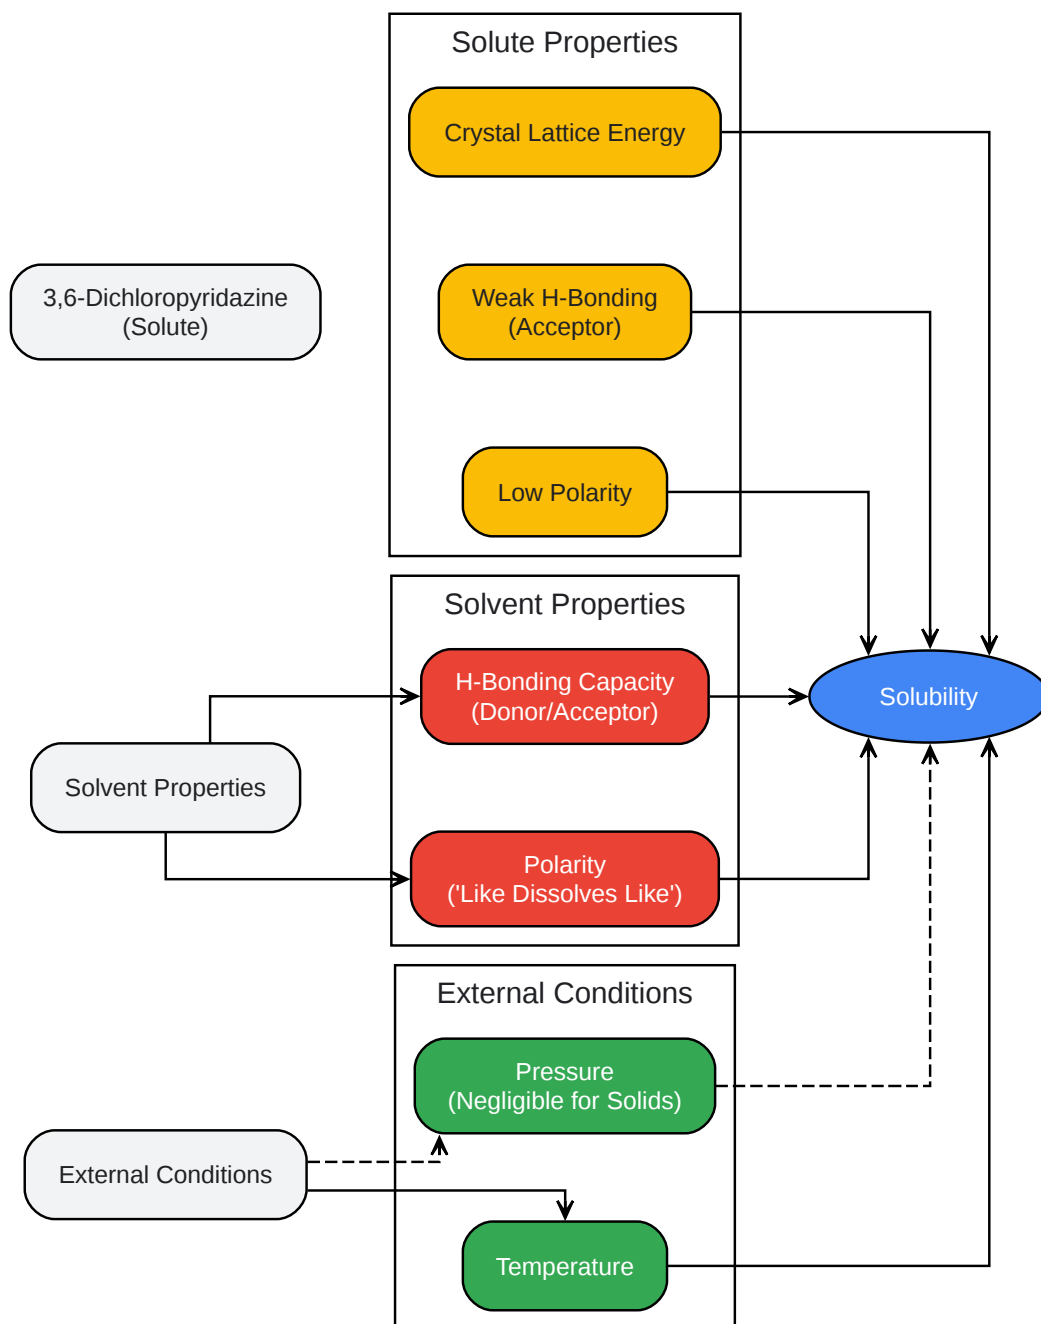 Solute Properties
Crystal Lattice Energy
3,6-Dichloropyridazine
(Solute)
Weak H-Bonding
(Acceptor)
Low Polarity
Solvent Properties
H-Bonding Capacity
(Donor/Acceptor)
Solubility
Solvent Properties
Polarity
('Like Dissolves Like')
External Conditions
Pressure
(Negligible for Solids)
External Conditions
Temperature